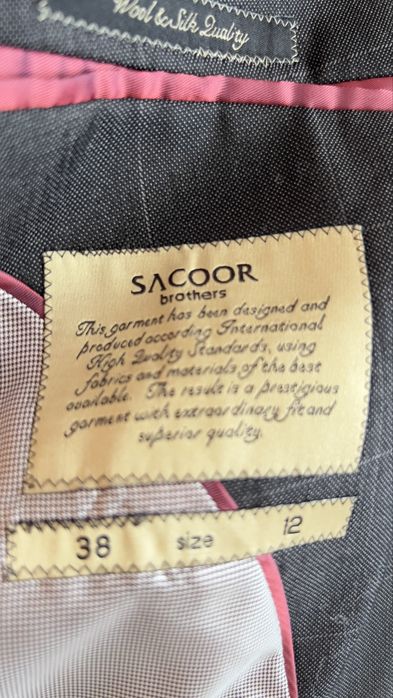 Wool & Silk Quality
SACOOR
brothers
This garment has been designed and
produced according International
High Quality Standards, using
fabrics and materials of the best
available. The result is a prestigious
garment with extraordinary fit and
superior quality.
38 size 12